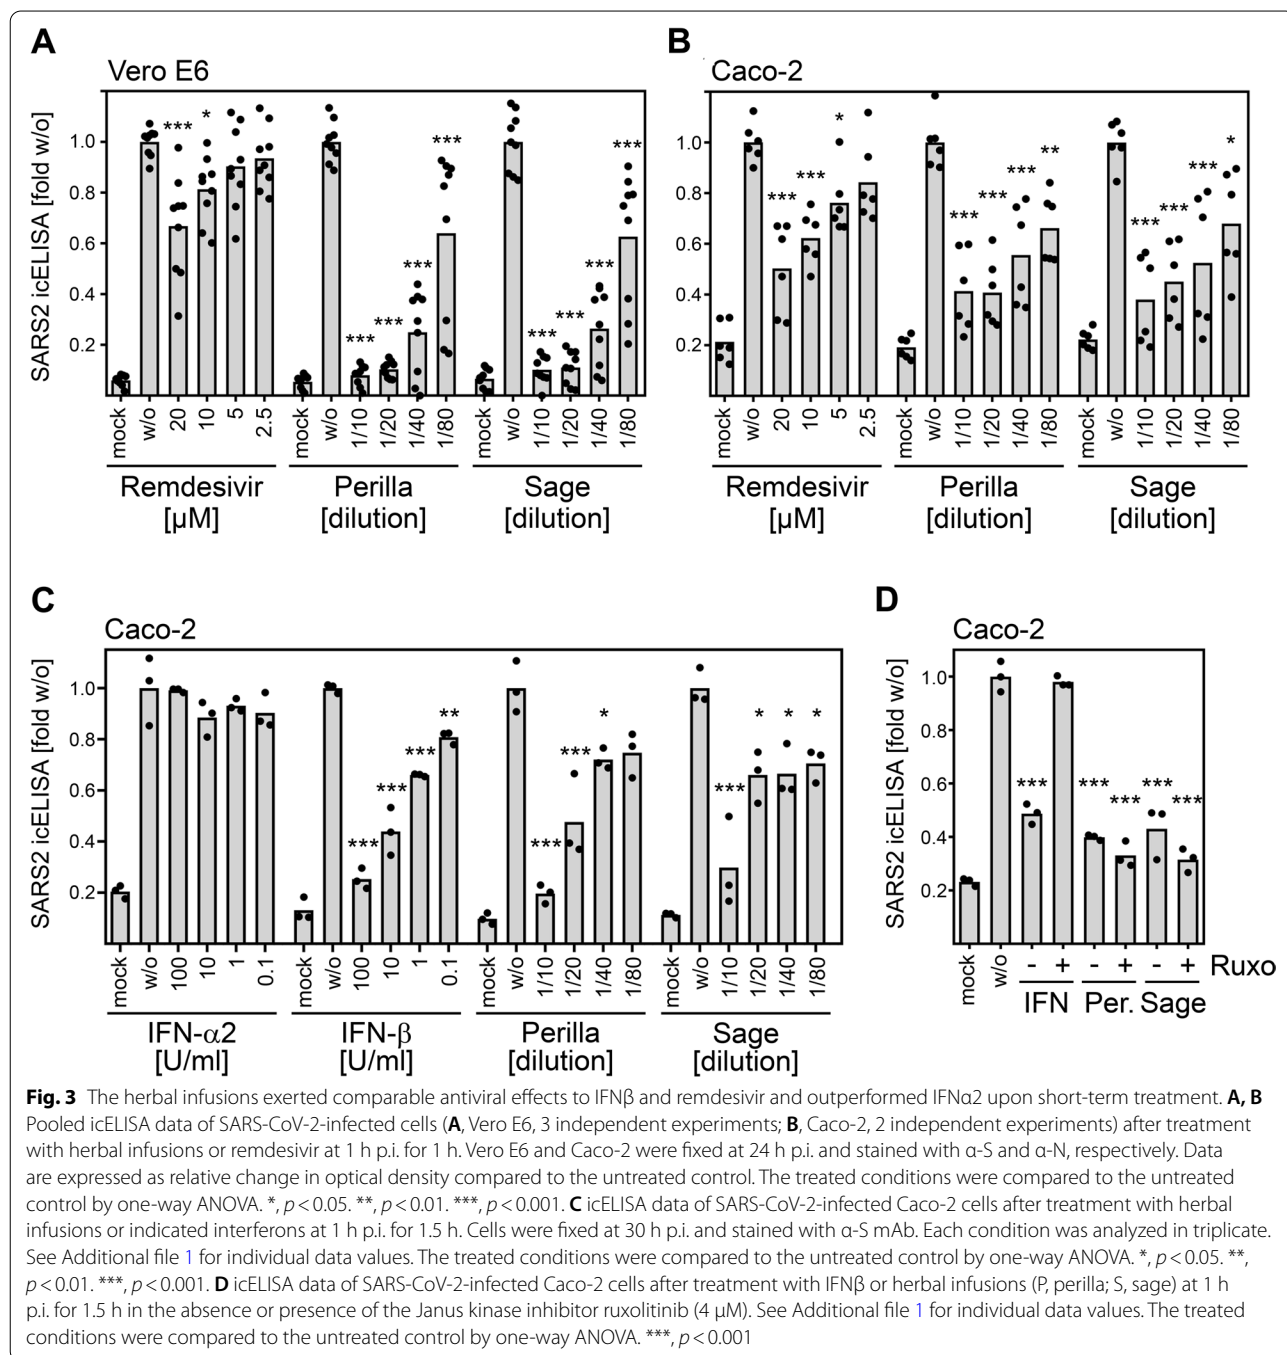 A
Vero E6
SARS2 icELISA [fold w/o]
1.0
0.8
0.6
0.4
0.2
*** *
*** *** *** ***
*** *** *** ***
mock w/o 20 10 5 2.5 mock w/o 1/10 1/20 1/40 1/80 mock w/o 1/10 1/20 1/40 1/80
Remdesivir Perilla Sage
[µM] [dilution] [dilution]
B
Caco-2
1.0
0.8
0.6
0.4
0.2
*** *** *
*** *** *** **
*** *** *** *
mock w/o 20 10 5 2.5 mock w/o 1/10 1/20 1/40 1/80 mock w/o 1/10 1/20 1/40 1/80
Remdesivir Perilla Sage
[µM] [dilution] [dilution]
C
Caco-2
SARS2 icELISA [fold w/o]
1.0
0.8
0.6
0.4
0.2
*** *** *** **
*** *** *
*** * * *
mock w/o 100 10 1 0.1 mock w/o 100 10 1 0.1 mock w/o 1/10 1/20 1/40 1/80 mock w/o 1/10 1/20 1/40 1/80
IFN-α2 IFN-β Perilla Sage
[U/ml] [U/ml] [dilution] [dilution]
D
Caco-2
SARS2 icELISA [fold w/o]
1.0
0.8
0.6
0.4
0.2
*** *** *** *** ***
mock w/o - + - + - + Ruxo
IFN Per. Sage
Fig. 3 The herbal infusions exerted comparable antiviral effects to IFNβ and remdesivir and outperformed IFNα2 upon short-term treatment. A, B
Pooled icELISA data of SARS-CoV-2-infected cells (A, Vero E6, 3 independent experiments; B, Caco-2, 2 independent experiments) after treatment
with herbal infusions or remdesivir at 1 h p.i. for 1 h. Vero E6 and Caco-2 were fixed at 24 h p.i. and stained with α-S and α-N, respectively. Data
are expressed as relative change in optical density compared to the untreated control. The treated conditions were compared to the untreated
control by one-way ANOVA. *, p < 0.05. **, p < 0.01. ***, p < 0.001. C icELISA data of SARS-CoV-2-infected Caco-2 cells after treatment with herbal
infusions or indicated interferons at 1 h p.i. for 1.5 h. Cells were fixed at 30 h p.i. and stained with α-S mAb. Each condition was analyzed in triplicate.
See Additional file 1 for individual data values. The treated conditions were compared to the untreated control by one-way ANOVA. *, p < 0.05. **,
p < 0.01. ***, p < 0.001. D icELISA data of SARS-CoV-2-infected Caco-2 cells after treatment with IFNβ or herbal infusions (P, perilla; S, sage) at 1 h
p.i. for 1.5 h in the absence or presence of the Janus kinase inhibitor ruxolitinib (4 µM). See Additional file 1 for individual data values. The treated
conditions were compared to the untreated control by one-way ANOVA. ***, p < 0.001